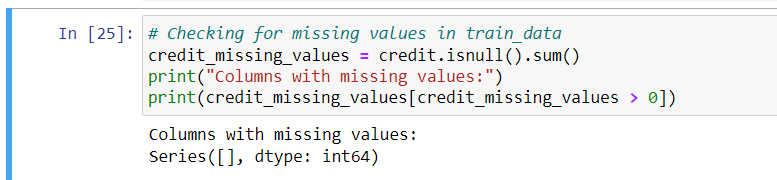 In [25]: # Checking for missing values in train_data
credit_missing_values = credit.isnull().sum()
print("Columns with missing values:")
print(credit_missing_values[credit_missing_values > 0])
Columns with missing values:
Series([], dtype: int64)